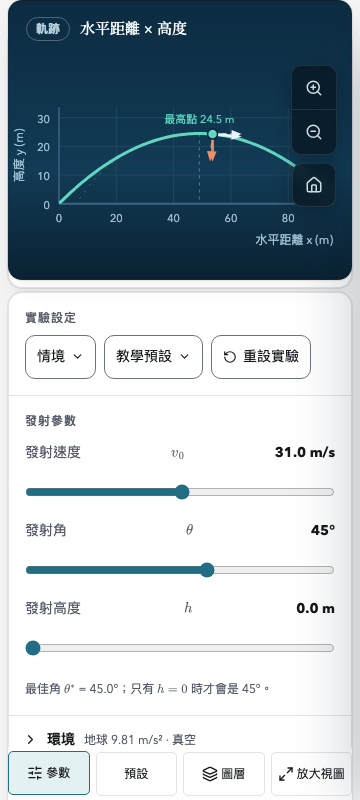 軌跡 水平距離 × 高度
最高點 24.5 m
高度 y (m)
30
20
10
0
0 20 40 60 80
水平距離 x (m)
實驗設定
情境 教學預設 重設實驗
發射參數
發射速度 v₀ 31.0 m/s
發射角 θ 45°
發射高度 h 0.0 m
最佳角 θ* = 45.0°；只有 h = 0 時才會是 45°。
環境 地球 9.81 m/s² · 真空
參數 預設 圖層 放大視圖